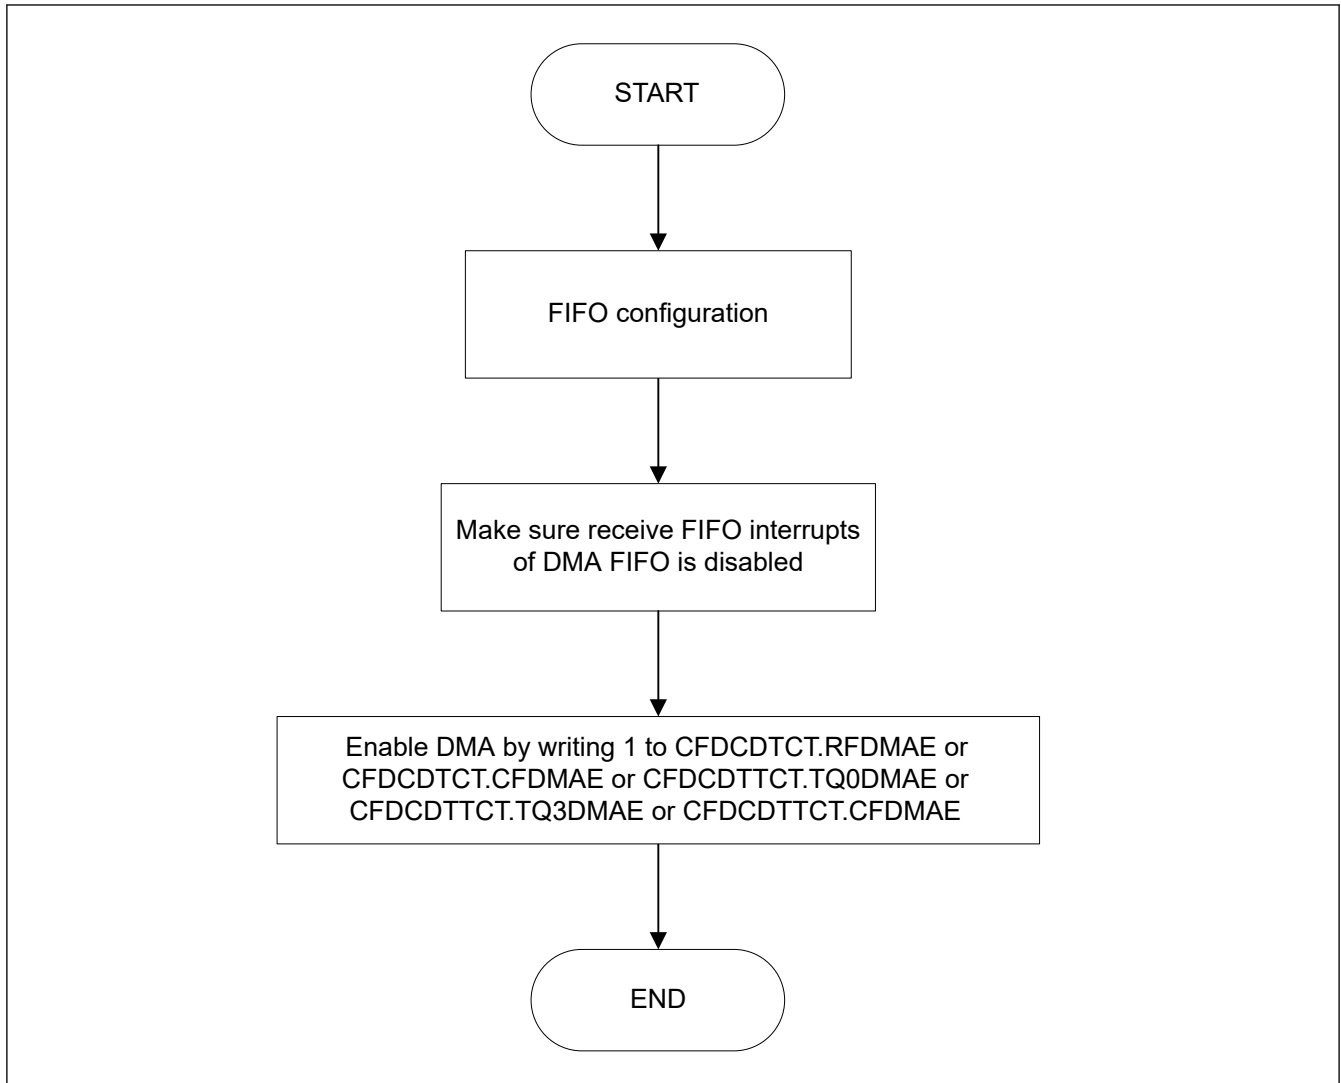 START
FIFO configuration
Make sure receive FIFO interrupts
of DMA FIFO is disabled
Enable DMA by writing 1 to CFDCDTCT.RFDMAE or
CFDCDTCT.CFDMAE or CFDCDTTCT.TQ0DMAE or
CFDCDTTCT.TQ3DMAE or CFDCDTTCT.CFDMAE
END